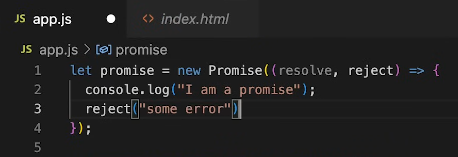 JS app.js ● <> index.html
JS app.js > promise
1 let promise = new Promise((resolve, reject) => {
2 console.log("I am a promise");
3 reject("some error")
4 });
5